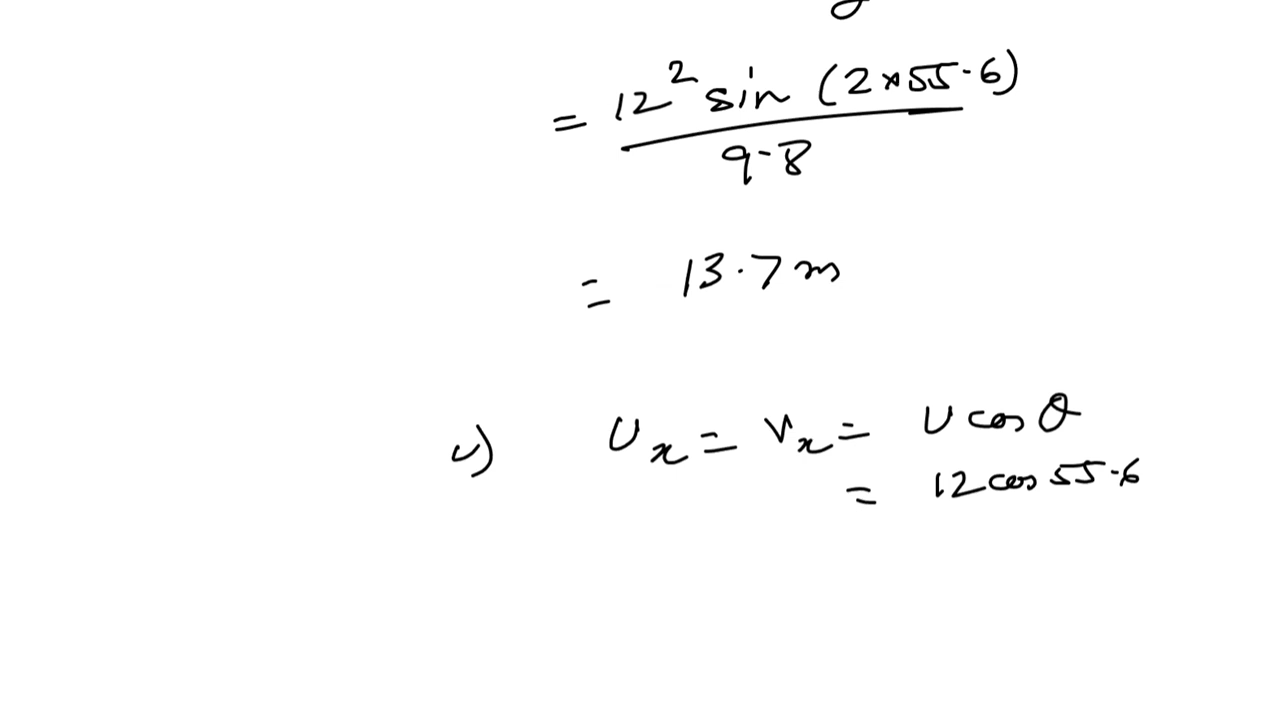 g
= 12² sin (2×55.6)
9.8
= 13.7 m
c) Ux = Vx = U cos θ
= 12 cos 55.6